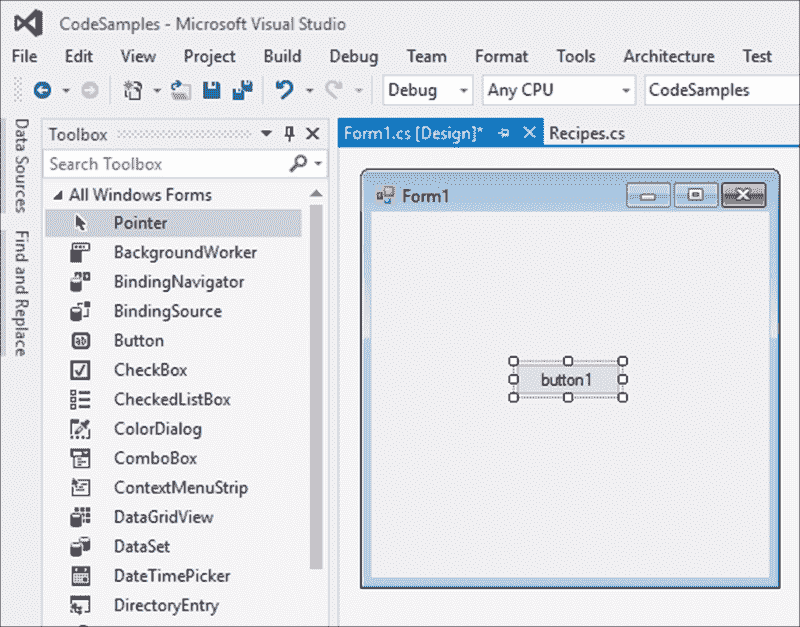 CodeSamples - Microsoft Visual Studio
File Edit View Project Build Debug Team Format Tools Architecture Test
Debug Any CPU CodeSamples
Data Sources
Find and Replace
Toolbox
Search Toolbox
All Windows Forms
Pointer
BackgroundWorker
BindingNavigator
BindingSource
Button
CheckBox
CheckedListBox
ColorDialog
ComboBox
ContextMenuStrip
DataGridView
DataSet
DateTimePicker
DirectoryEntry
Form1.cs [Design]* Recipes.cs
Form1
button1